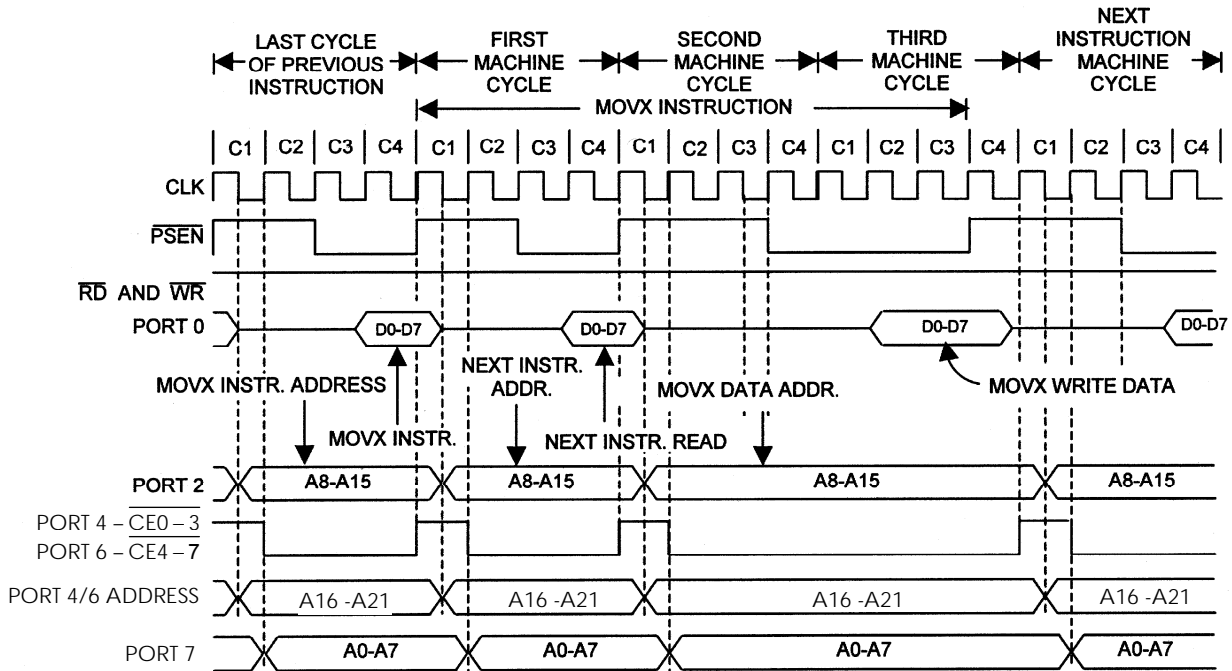 LAST CYCLE
OF PREVIOUS
INSTRUCTION
FIRST
MACHINE
CYCLE
SECOND
MACHINE
CYCLE
THIRD
MACHINE
CYCLE
NEXT
INSTRUCTION
MACHINE
CYCLE
MOVX INSTRUCTION
C1 C2 C3 C4 C1 C2 C3 C4 C1 C2 C3 C4 C1 C2 C3 C4 C1 C2 C3 C4
CLK
PSEN
RD AND WR
PORT 0
D0-D7 D0-D7 D0-D7 D0-D7
MOVX INSTR. ADDRESS
NEXT INSTR.
ADDR.
MOVX DATA ADDR.
MOVX WRITE DATA
MOVX INSTR.
NEXT INSTR. READ
PORT 2 A8-A15 A8-A15 A8-A15 A8-A15
PORT 4 – CE0 – 3
PORT 6 – CE4 – 7
PORT 4/6 ADDRESS A16 -A21 A16 -A21 A16 -A21 A16 -A21
PORT 7 A0-A7 A0-A7 A0-A7 A0-A7